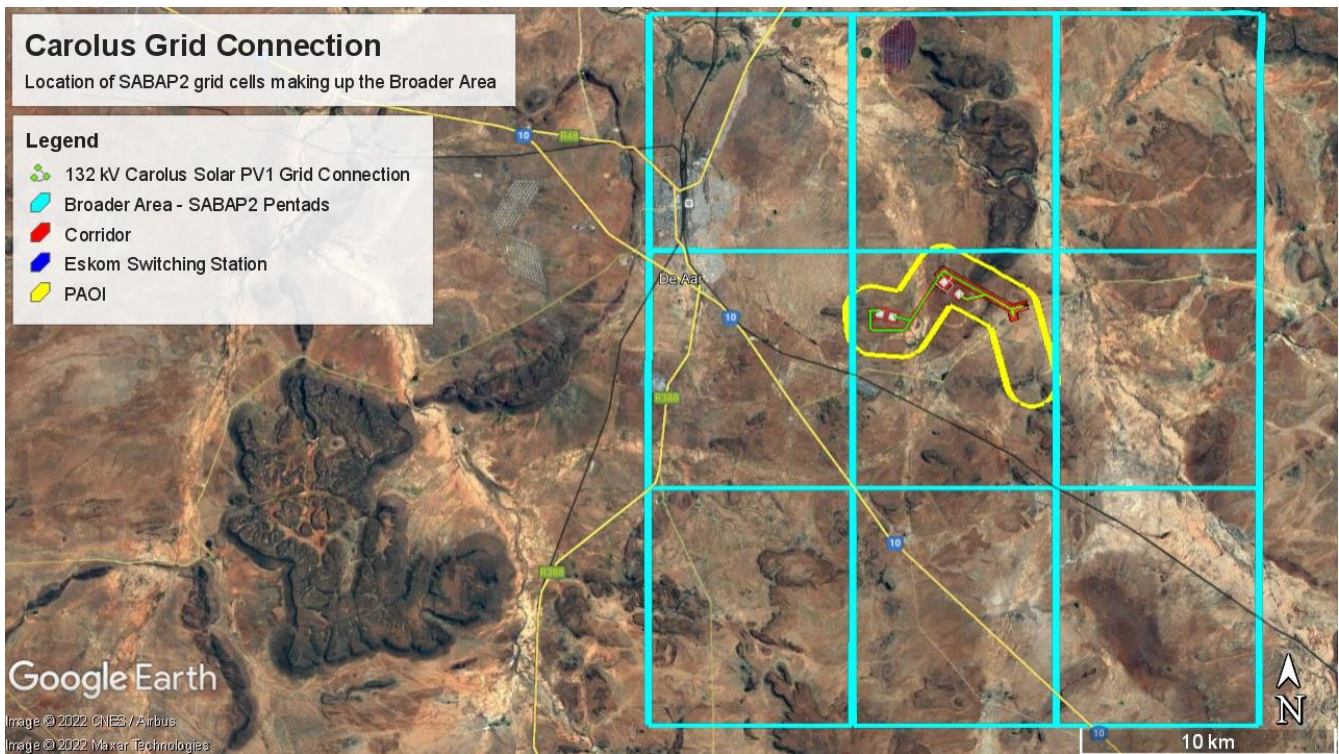 Carolus Grid Connection
Location of SABAP2 grid cells making up the Broader Area
Legend
132 kV Carolus Solar PV1 Grid Connection
Broader Area - SABAP2 Pentads
Corridor
Eskom Switching Station
PAOI
10
R48
De Aar
10
R388
10
R388
10
Google Earth
Image © 2022 CNES / Airbus
Image © 2022 Maxar Technologies
N
10 km